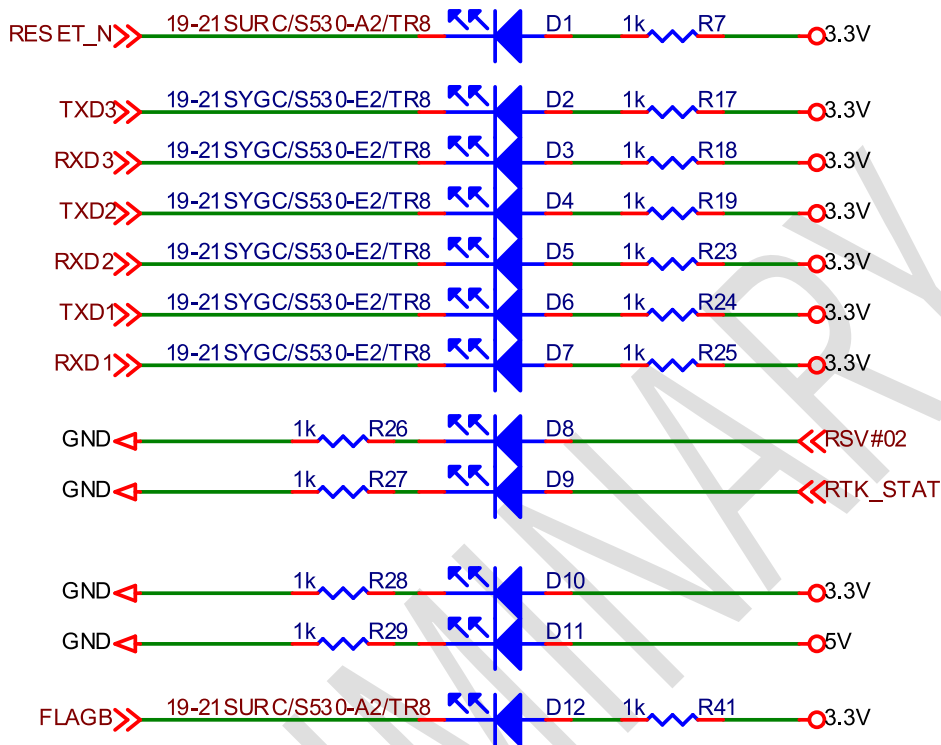 RESET_N 19-21SURC/S530-A2/TR8 D1 1k R7 3.3V
TXD3 19-21SYGC/S530-E2/TR8 D2 1k R17 3.3V
RXD3 19-21SYGC/S530-E2/TR8 D3 1k R18 3.3V
TXD2 19-21SYGC/S530-E2/TR8 D4 1k R19 3.3V
RXD2 19-21SYGC/S530-E2/TR8 D5 1k R23 3.3V
TXD1 19-21SYGC/S530-E2/TR8 D6 1k R24 3.3V
RXD1 19-21SYGC/S530-E2/TR8 D7 1k R25 3.3V
GND 1k R26 D8 RSV#02
GND 1k R27 D9 RTK_STAT
GND 1k R28 D10 3.3V
GND 1k R29 D11 5V
FLAGB 19-21SURC/S530-A2/TR8 D12 1k R41 3.3V